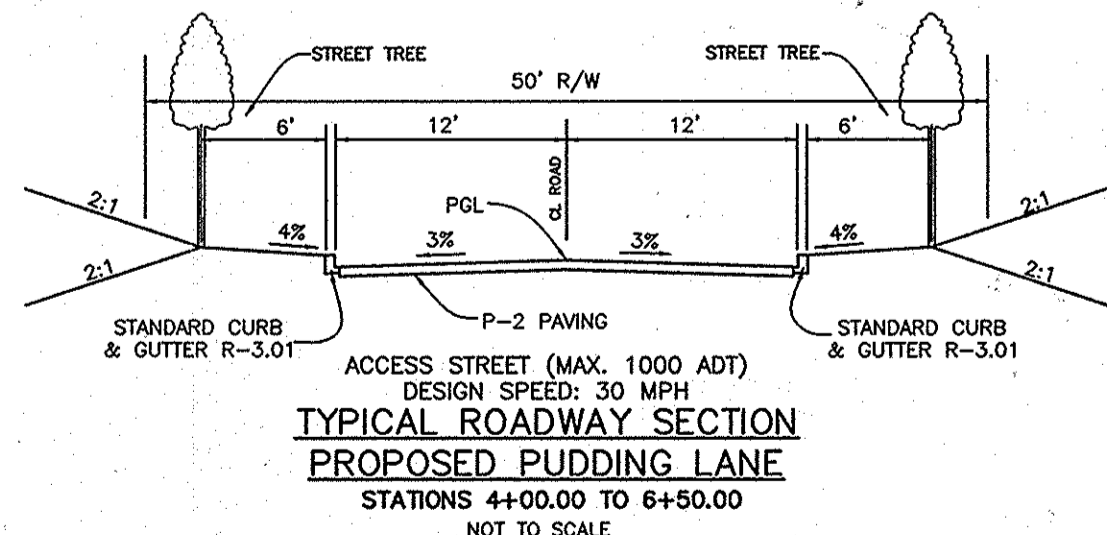 STREET TREE
STREET TREE
50' R/W
6'
12'
12'
6'
CL ROAD
2:1
2:1
PGL
4%
3%
3%
4%
2:1
2:1
P-2 PAVING
STANDARD CURB
& GUTTER R-3.01
STANDARD CURB
& GUTTER R-3.01
ACCESS STREET (MAX. 1000 ADT)
DESIGN SPEED: 30 MPH
TYPICAL ROADWAY SECTION
PROPOSED PUDDING LANE
STATIONS 4+00.00 TO 6+50.00
NOT TO SCALE